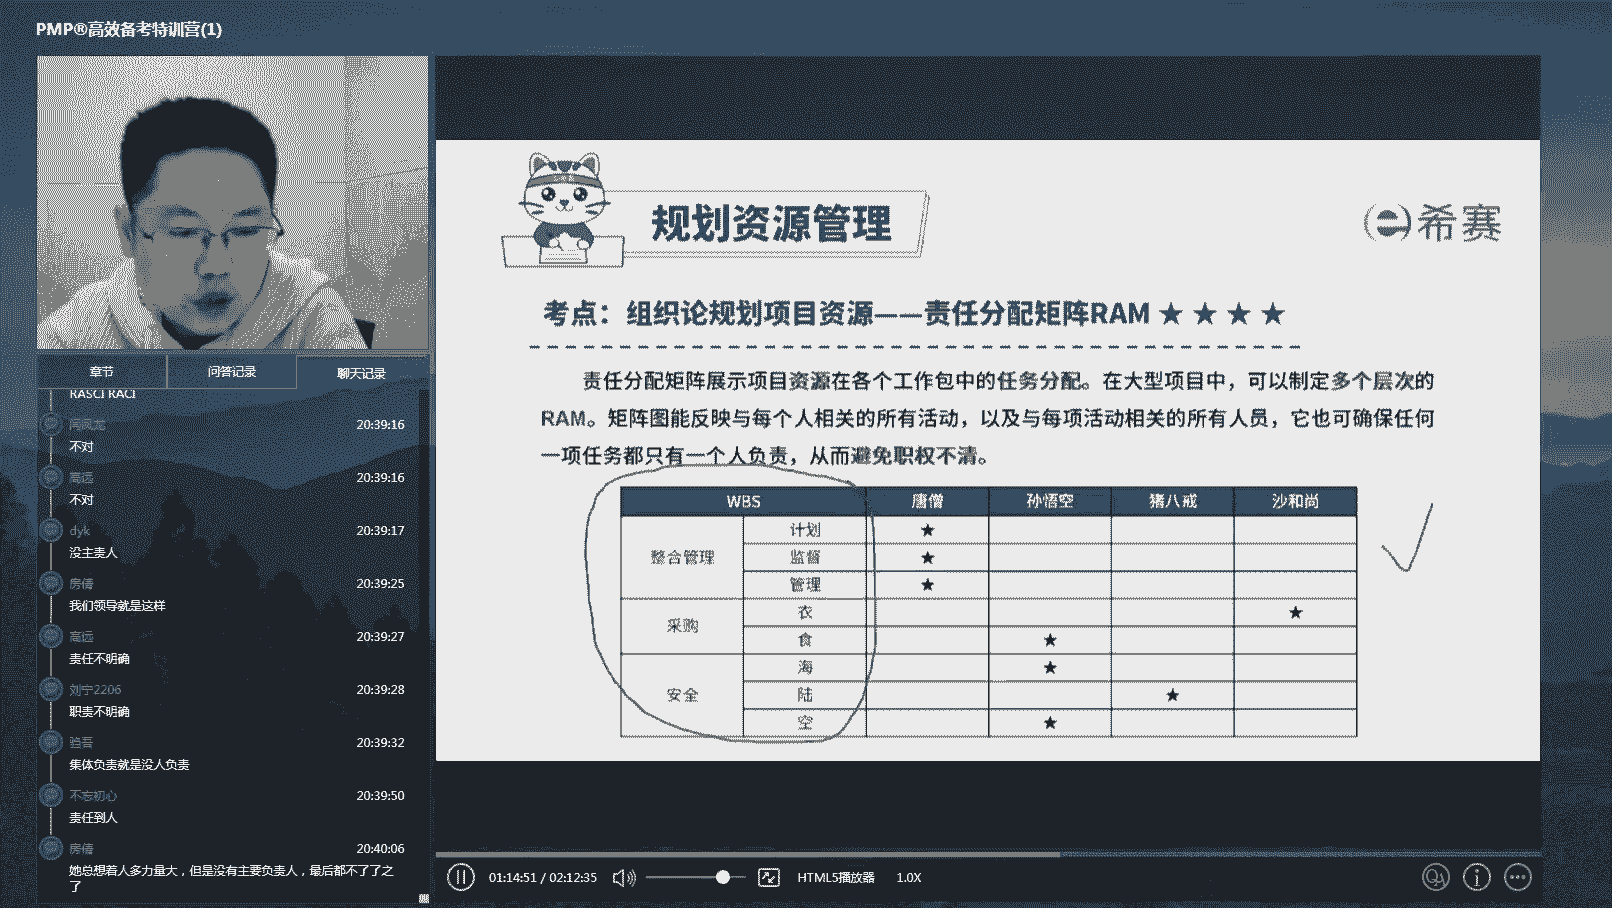 PMP®高效备考特训营(1)
章节
问答记录
聊天记录
RASCI RACI
闻凤龙 20:39:16
不对
高远 20:39:16
不对
dyk 20:39:17
没主责人
房倩 20:39:25
我们领导就是这样
高远 20:39:27
责任不明确
刘宁2206 20:39:28
职责不明确
20:39:32
集体负责就是没人负责
不忘初心 20:39:50
责任到人
房倩 20:40:06
她总想着人多力量大，但是没有主要负责人，最后都不了了之
了
规划资源管理
希赛
考点：组织论规划项目资源——责任分配矩阵RAM ★ ★ ★ ★
责任分配矩阵展示项目资源在各个工作包中的任务分配。在大型项目中，可以制定多个层次的
RAM。矩阵图能反映与每个人相关的所有活动，以及与每项活动相关的所有人员，它也可确保任何
一项任务都只有一个人负责，从而避免职权不清。
WBS 唐僧 孙悟空 猪八戒 沙和尚
整合管理 计划 ★
监督 ★
管理 ★
采购 衣 ★
食 ★
安全 海 ★
陆 ★
空 ★
01:14:51 / 02:12:35 HTML5播放器 1.0X